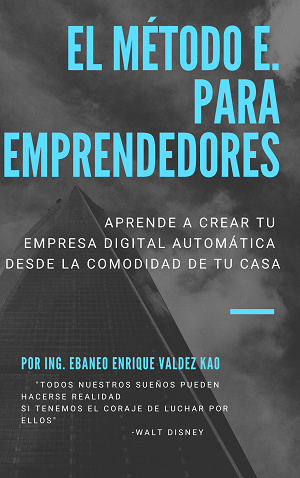 EL MÉTODO E.
PARA
EMPRENDEDORES
APRENDE A CREAR TU
EMPRESA DIGITAL AUTOMÁTICA
DESDE LA COMODIDAD DE TU CASA
POR ING. EBANEO ENRIQUE VALDEZ KAO
"TODOS NUESTROS SUEÑOS PUEDEN
HACERSE REALIDAD
SI TENEMOS EL CORAJE DE LUCHAR POR
ELLOS"
-WALT DISNEY